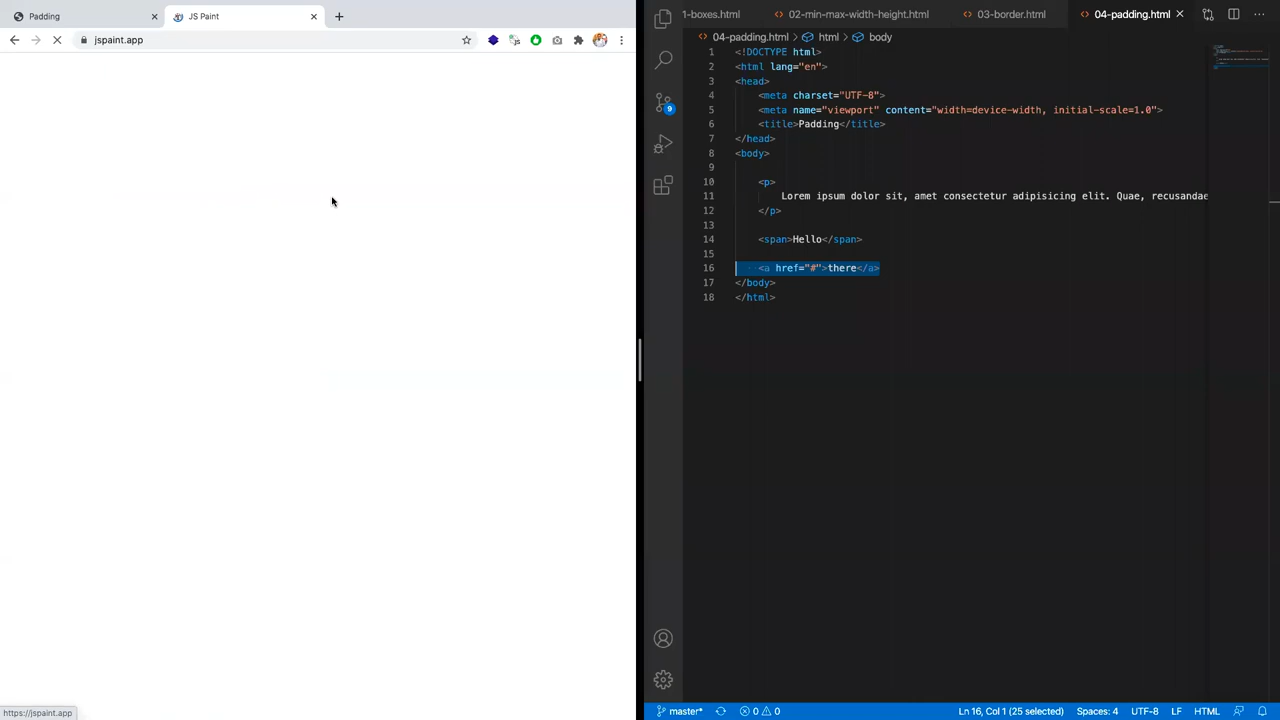 Padding
JS Paint
jspaint.app
https://jspaint.app
1-boxes.html
02-min-max-width-height.html
03-border.html
04-padding.html
04-padding.html > html > body
1 <!DOCTYPE html>
2 <html lang="en">
3 <head>
4 <meta charset="UTF-8">
5 <meta name="viewport" content="width=device-width, initial-scale=1.0">
6 <title>Padding</title>
7 </head>
8 <body>
9
10 <p>
11 Lorem ipsum dolor sit, amet consectetur adipisicing elit. Quae, recusandae
12 </p>
13
14 <span>Hello</span>
15
16 <a href="#">there</a>
17 </body>
18 </html>
9
master*
0 0
Ln 16, Col 1 (25 selected)
Spaces: 4
UTF-8
LF
HTML